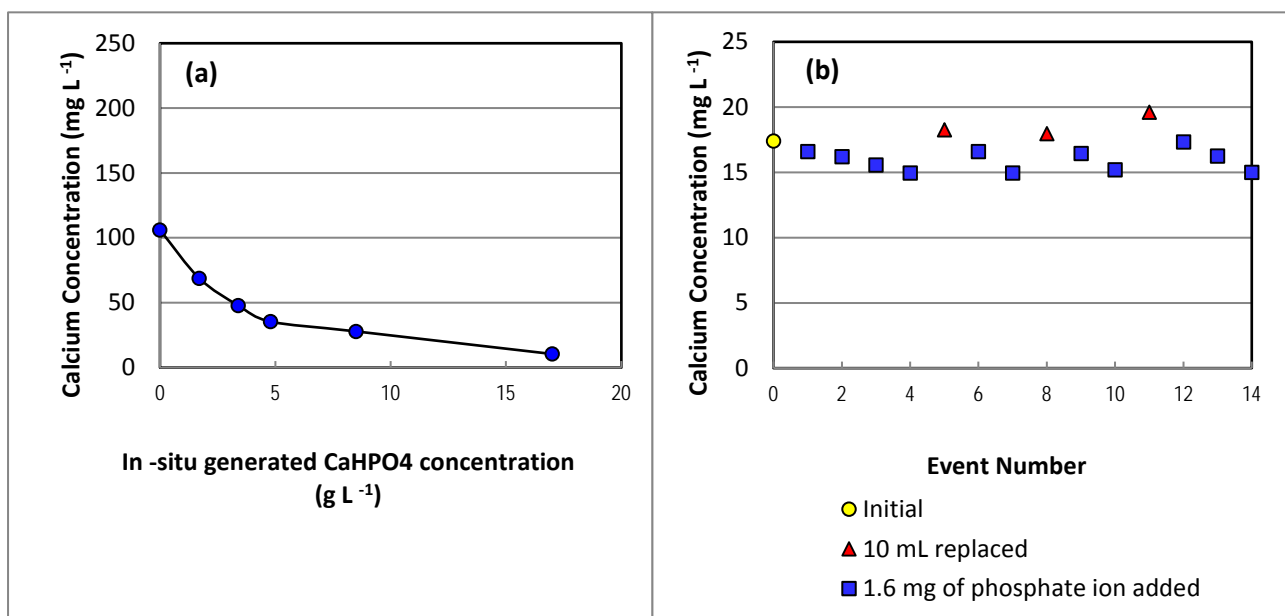 (a)
Calcium Concentration (mg L -1)
250
200
150
100
50
0
0 5 10 15 20
In -situ generated CaHPO4 concentration
(g L -1)
(b)
Calcium Concentration (mg L -1)
25
20
15
10
5
0
0 2 4 6 8 10 12 14
Event Number
Initial
10 mL replaced
1.6 mg of phosphate ion added